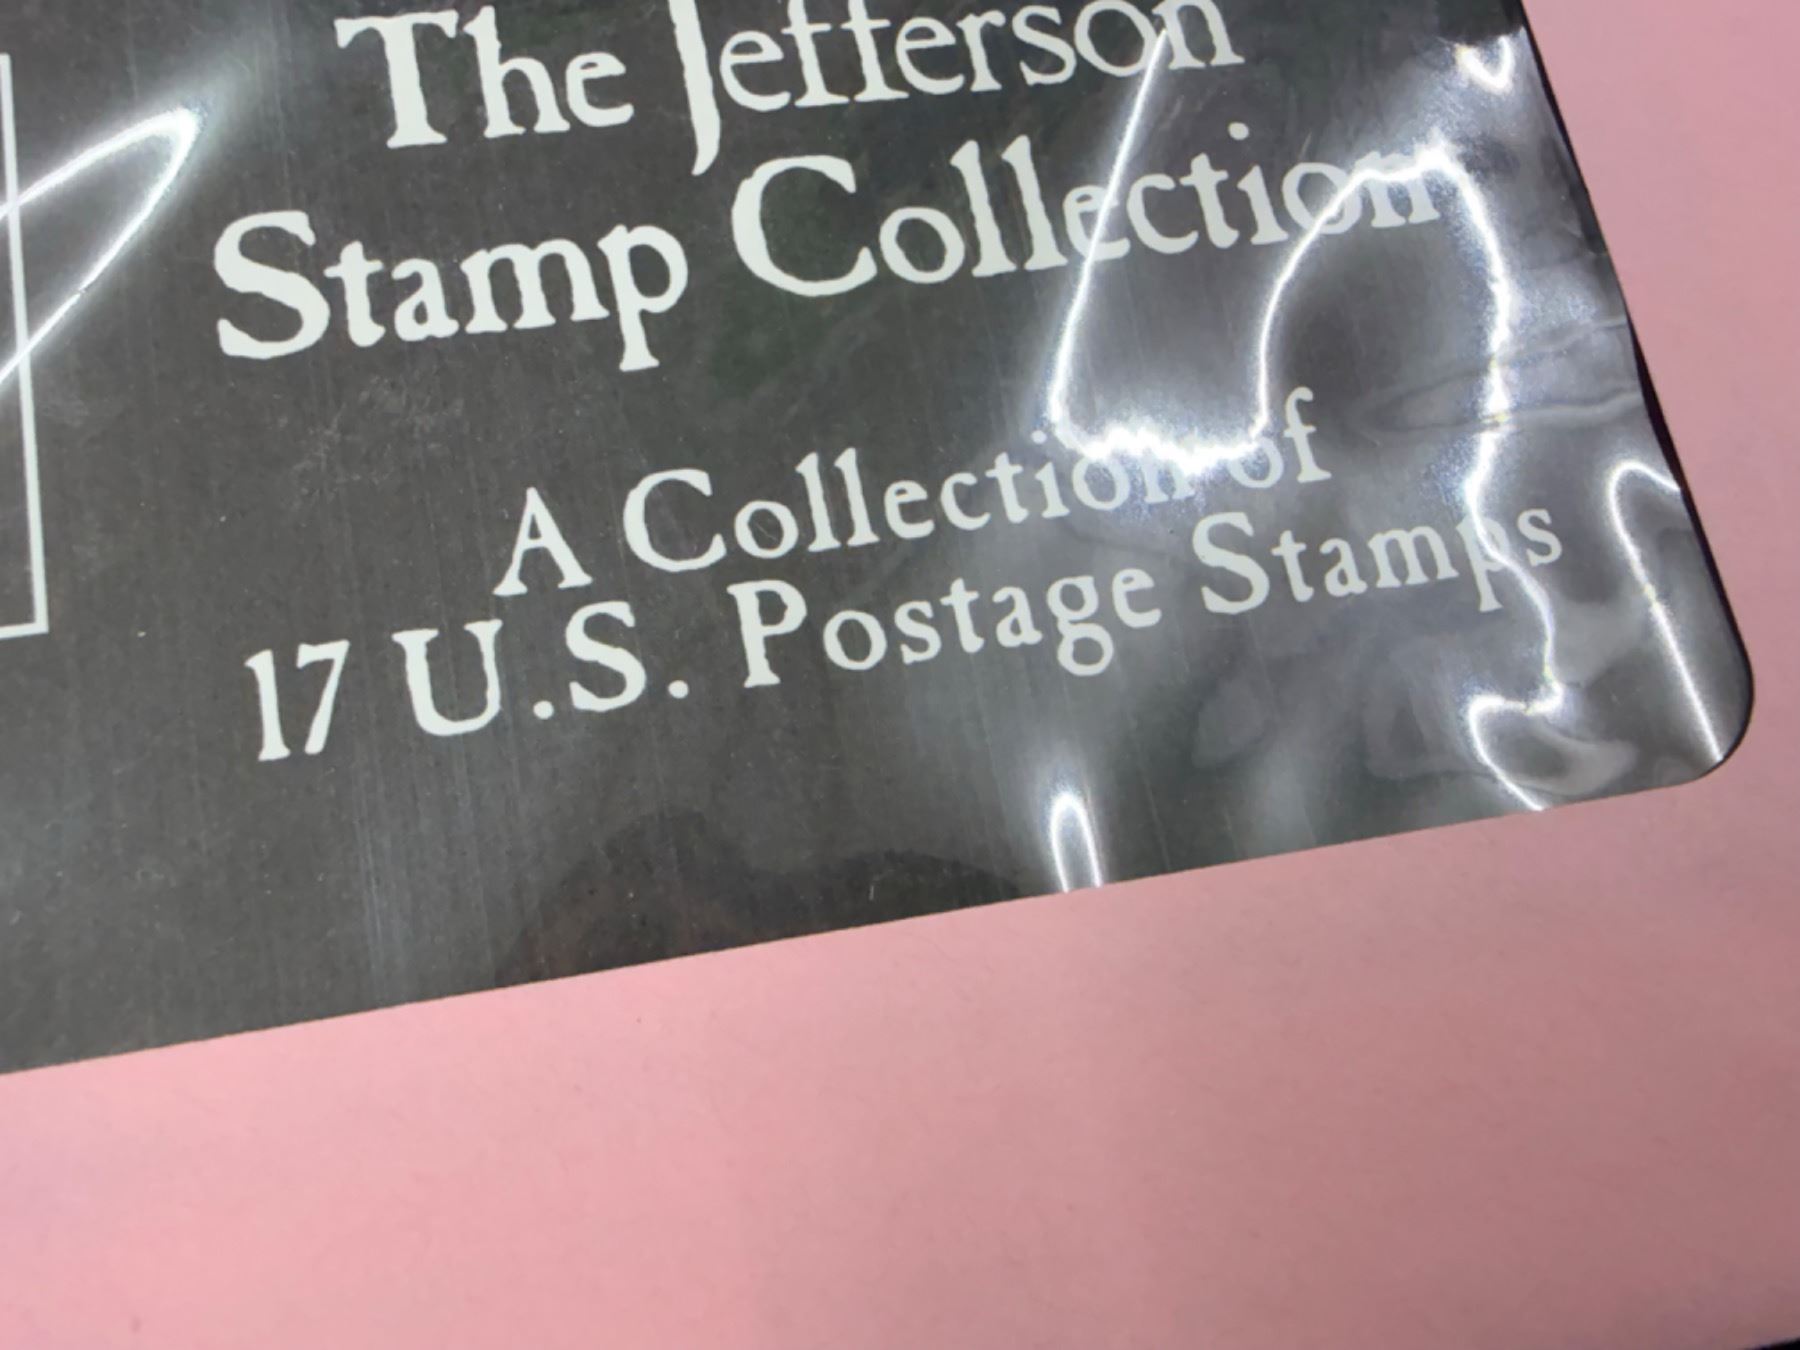 The Jefferson
Stamp Collection
A Collection of
17 U.S. Postage Stamps